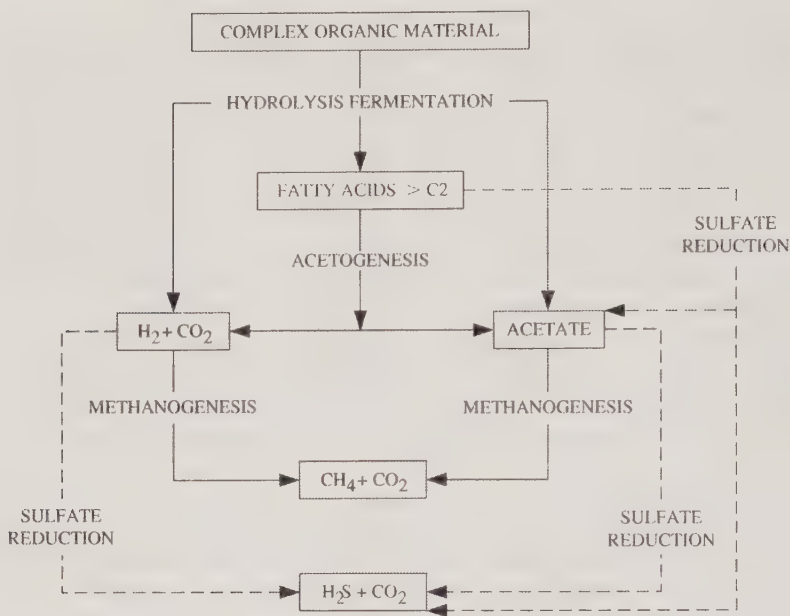 COMPLEX ORGANIC MATERIAL
HYDROLYSIS FERMENTATION
FATTY ACIDS > C2
SULFATE
REDUCTION
ACETOGENESIS
H2 + CO2
ACETATE
METHANOGENESIS
METHANOGENESIS
CH4 + CO2
SULFATE
REDUCTION
SULFATE
REDUCTION
H2S + CO2